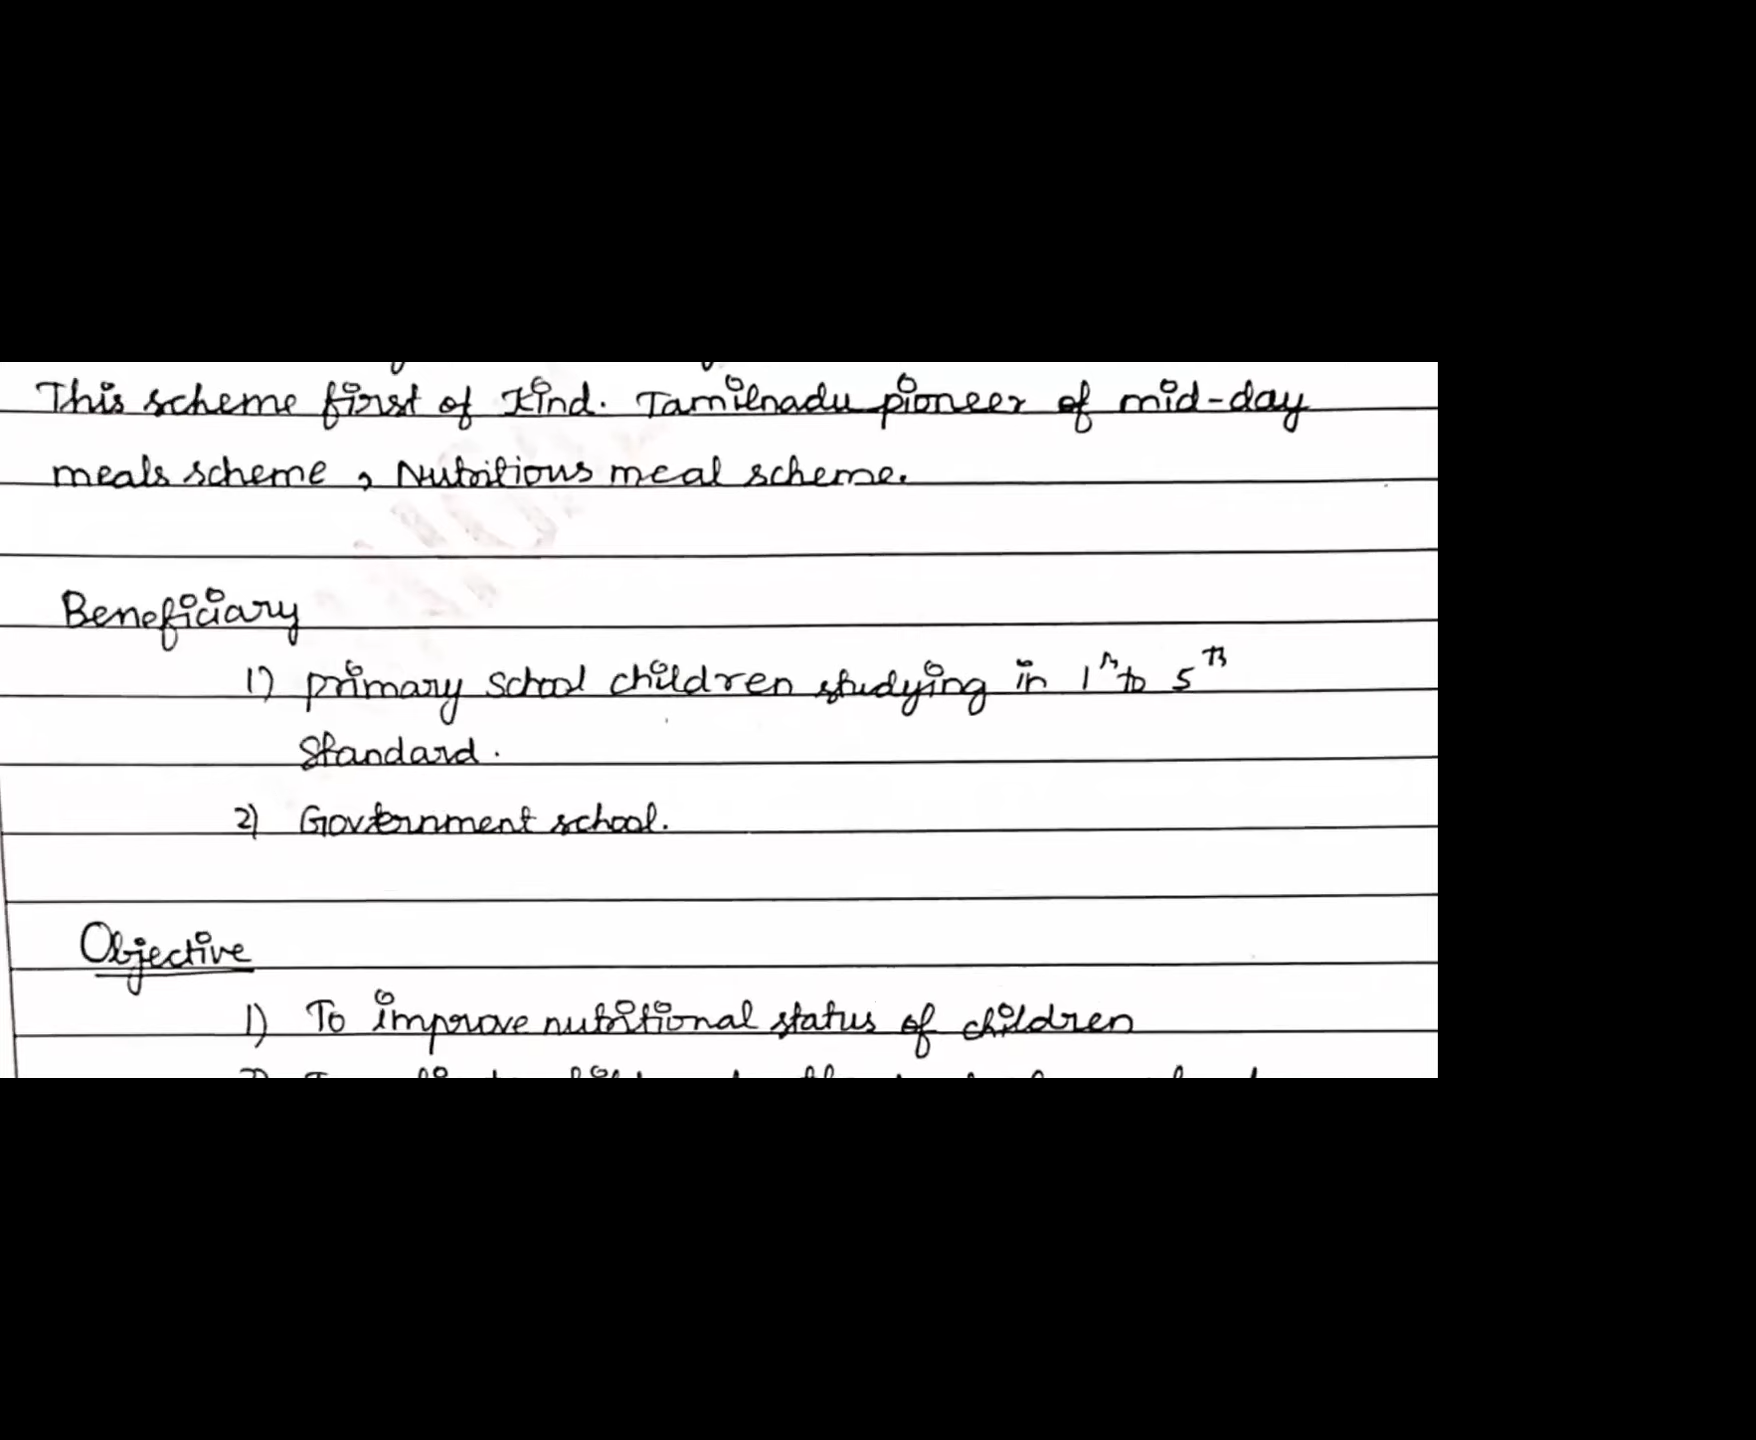 This scheme first of kind. Tamilnadu pioneer of mid-day
meals scheme, Nutritious meal scheme.
Beneficiary
1) primary school children studying in 1st to 5th
standard.
2) Government school.
Objective
1) To improve nutritional status of children